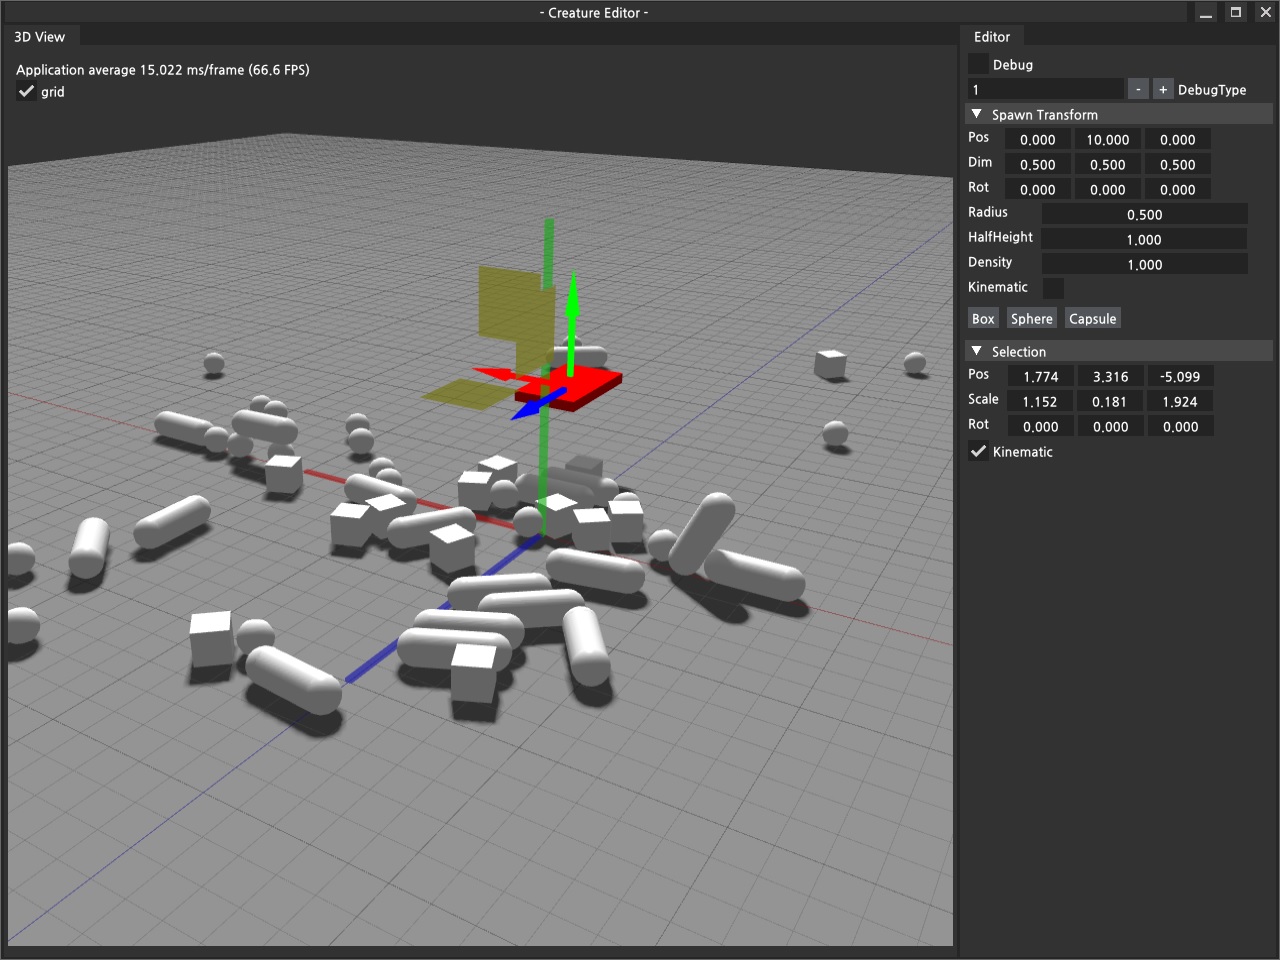 - Creature Editor -
3D View
Application average 15.022 ms/frame (66.6 FPS)
grid
Editor
Debug
1 - + DebugType
Spawn Transform
Pos 0.000 10.000 0.000
Dim 0.500 0.500 0.500
Rot 0.000 0.000 0.000
Radius 0.500
HalfHeight 1.000
Density 1.000
Kinematic
Box Sphere Capsule
Selection
Pos 1.774 3.316 -5.099
Scale 1.152 0.181 1.924
Rot 0.000 0.000 0.000
Kinematic